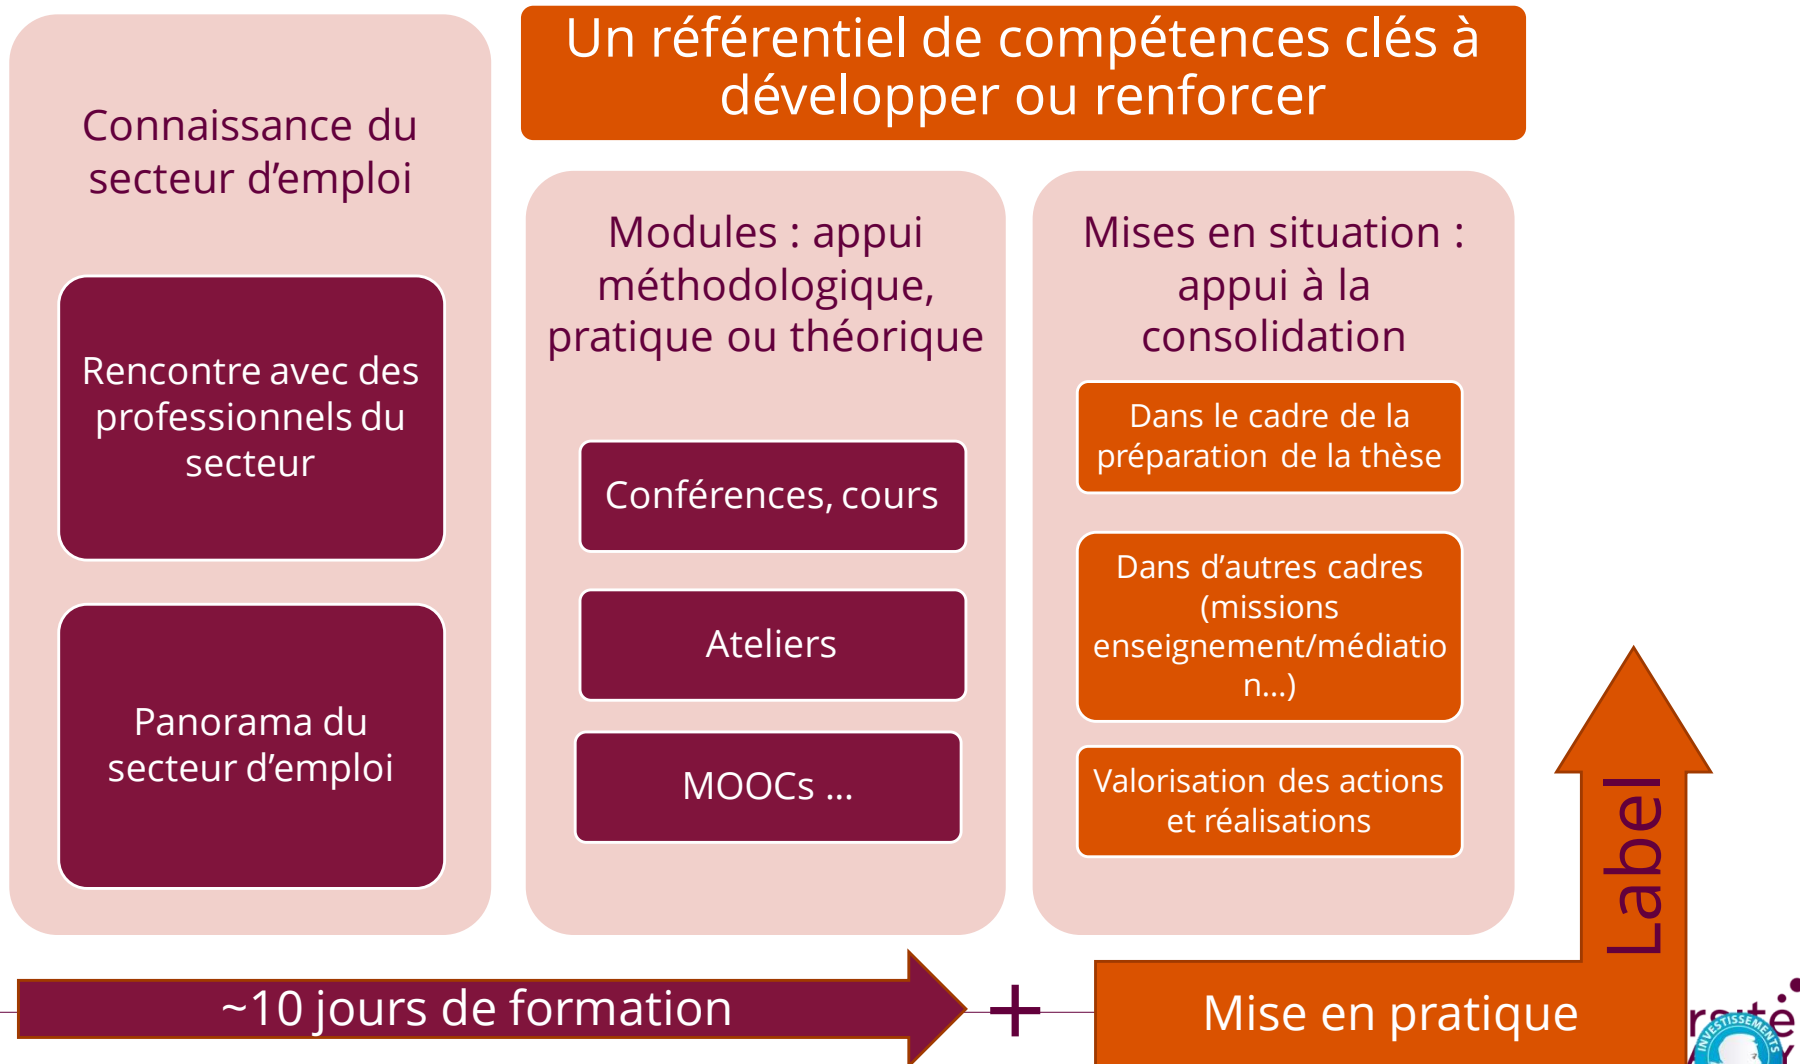 Un référentiel de compétences clés à
développer ou renforcer
Connaissance du
secteur d’emploi
Rencontre avec des
professionnels du
secteur
Panorama du
secteur d’emploi
Modules : appui
méthodologique,
pratique ou théorique
Conférences, cours
Ateliers
MOOCs ...
Mises en situation :
appui à la
consolidation
Dans le cadre de la
préparation de la thèse
Dans d’autres cadres
(missions
enseignement/médiatio
n...)
Valorisation des actions
et réalisations
~10 jours de formation
+
Mise en pratique
Label
INVESTISSEMENTS